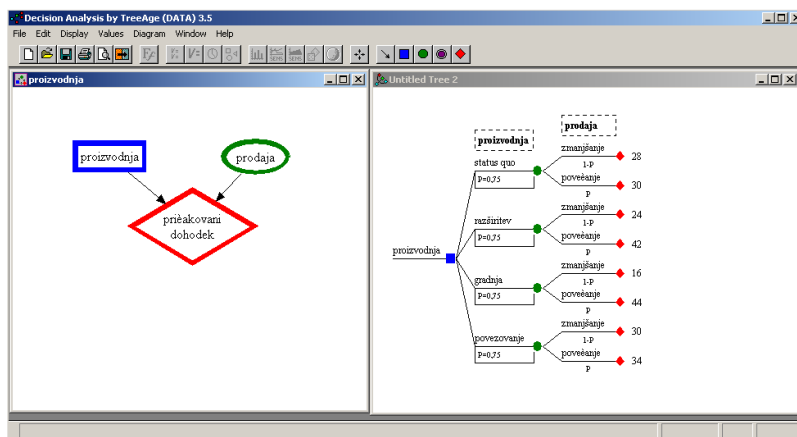 Decision Analysis by TreeAge (DATA) 3.5
File Edit Display Values Diagram Window Help
proizvodnja
proizvodnja
prodaja
prièakovani
dohodek
Untitled Tree 2
proizvodnja
prodaja
status quo
P=0,75
zmanjšanje
1-P
28
poveèanje
P
30
razširitev
P=0,75
zmanjšanje
1-P
24
poveèanje
P
42
proizvodnja
gradnja
P=0,75
zmanjšanje
1-P
16
poveèanje
P
44
povezovanje
P=0,75
zmanjšanje
1-P
30
poveèanje
P
34